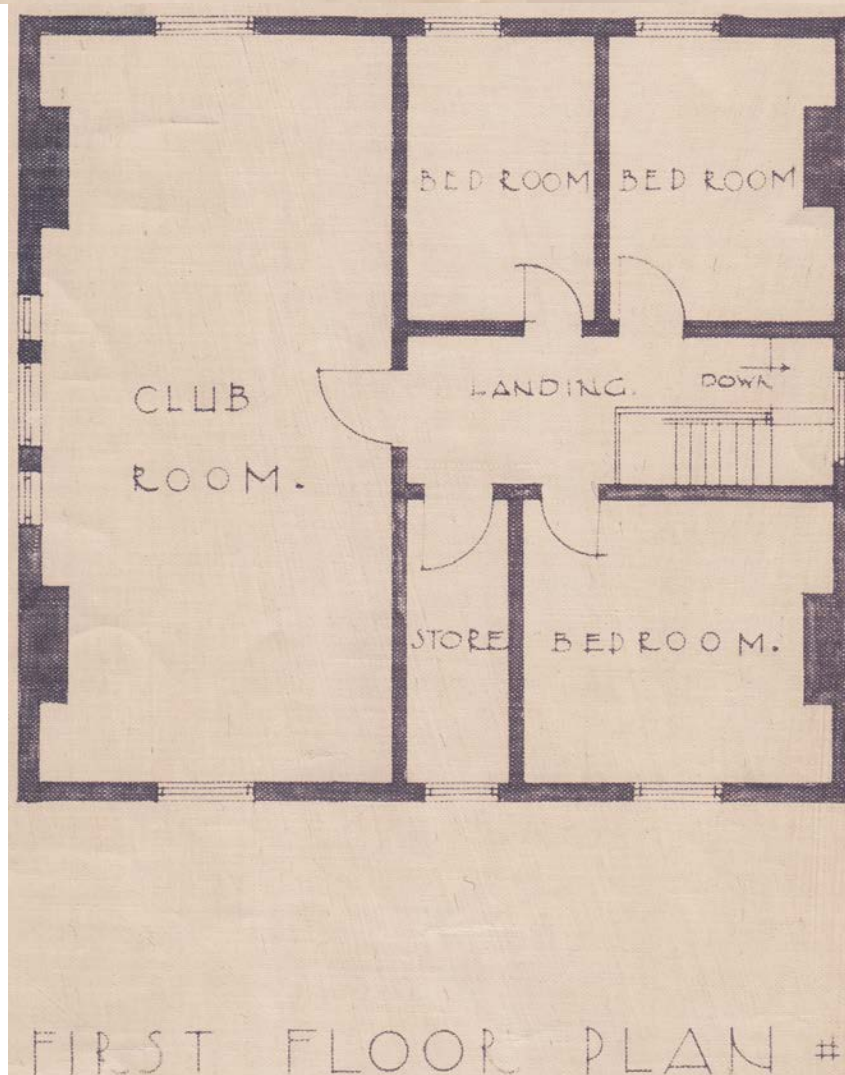 BED ROOM
BED ROOM
CLUB
ROOM.
LANDING.
DOWN
STORE
BEDROOM.
FIRST FLOOR PLAN #